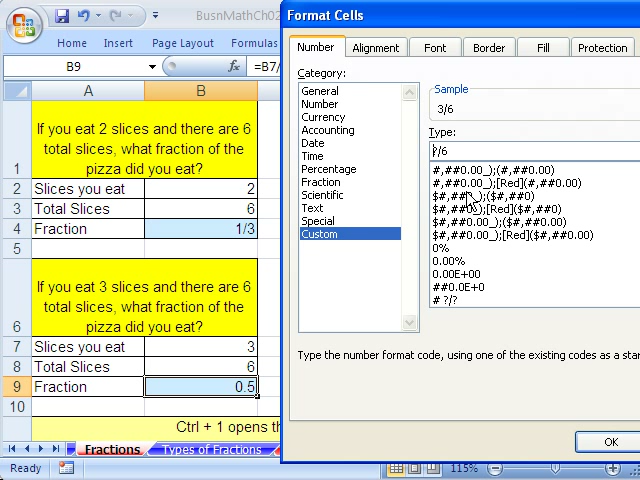 BusnMathCh02
Home Insert Page Layout Formulas
B9 fx =B7/
A B
If you eat 2 slices and there are 6
total slices, what fraction of the
1 pizza did you eat?
2 Slices you eat 2
3 Total Slices 6
4 Fraction 1/3
5
If you eat 3 slices and there are 6
total slices, what fraction of the
6 pizza did you eat?
7 Slices you eat 3
8 Total Slices 6
9 Fraction 0.5
10
Ctrl + 1 opens th
Fractions Types of Fractions
Ready 115%
Format Cells
Number Alignment Font Border Fill Protection
Category:
General
Number
Currency
Accounting
Date
Time
Percentage
Fraction
Scientific
Text
Special
Custom
Sample
3/6
Type:
?/6
#,##0.00_);(#,##0.00)
#,##0.00_);[Red](#,##0.00)
$#,##0_);($#,##0)
$#,##0_);[Red]($#,##0)
$#,##0.00_);($#,##0.00)
$#,##0.00_);[Red]($#,##0.00)
0%
0.00%
0.00E+00
##0.0E+0
# ?/?
Type the number format code, using one of the existing codes as a star
OK